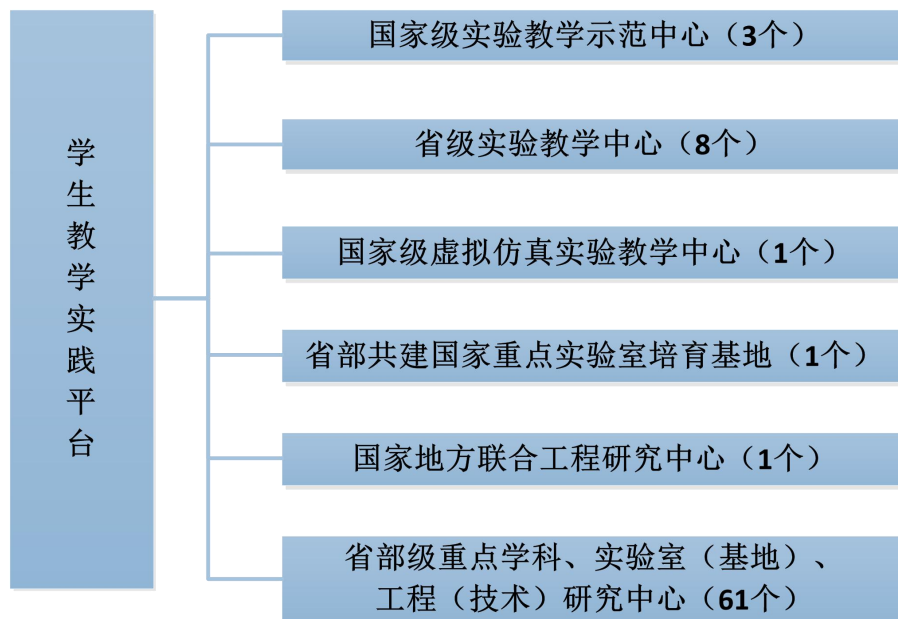 学生教学实践平台
国家级实验教学示范中心（3个）
省级实验教学中心（8个）
国家级虚拟仿真实验教学中心（1个）
省部共建国家重点实验室培育基地（1个）
国家地方联合工程研究中心（1个）
省部级重点学科、实验室（基地）、
工程（技术）研究中心（61个）